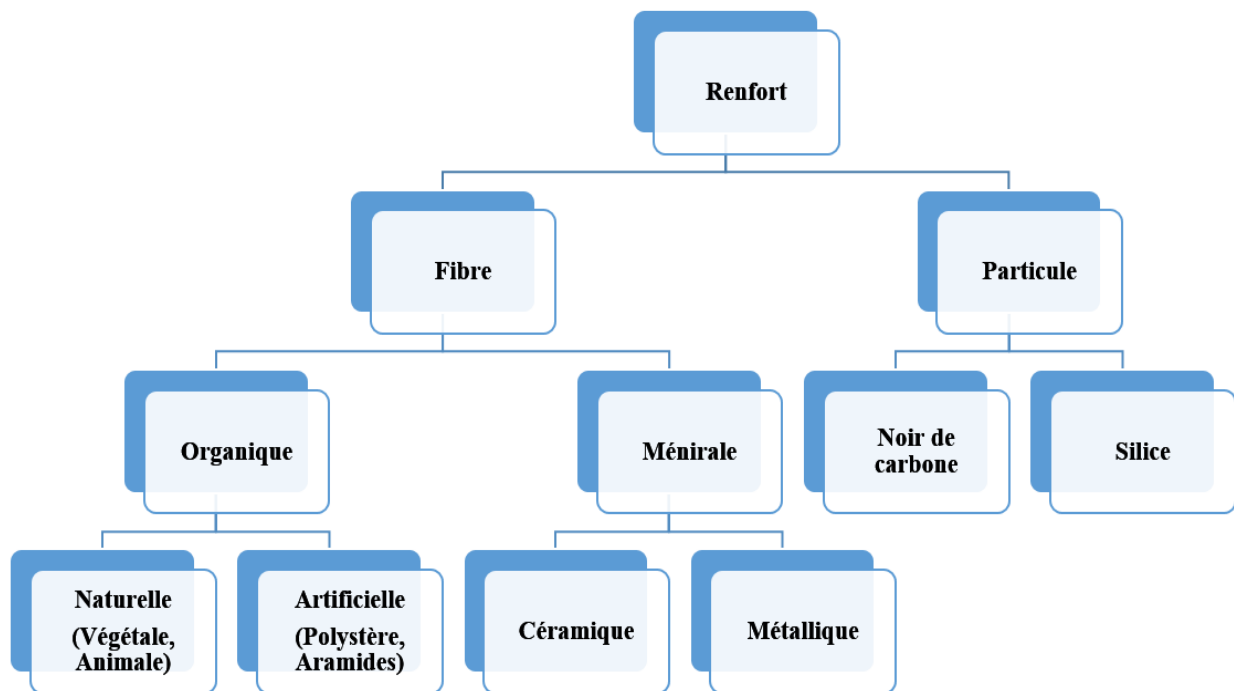 Renfort
Fibre
Particule
Organique
Ménirale
Noir de
carbone
Silice
Naturelle
(Végétale,
Animale)
Artificielle
(Polystère,
Aramides)
Céramique
Métallique